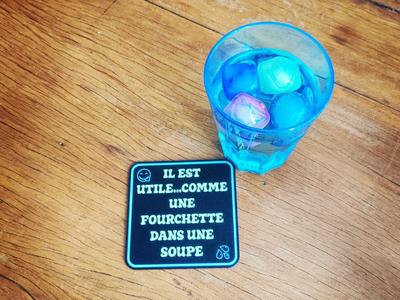 IL EST
UTILE...COMME
UNE
FOURCHETTE
DANS UNE
SOUPE